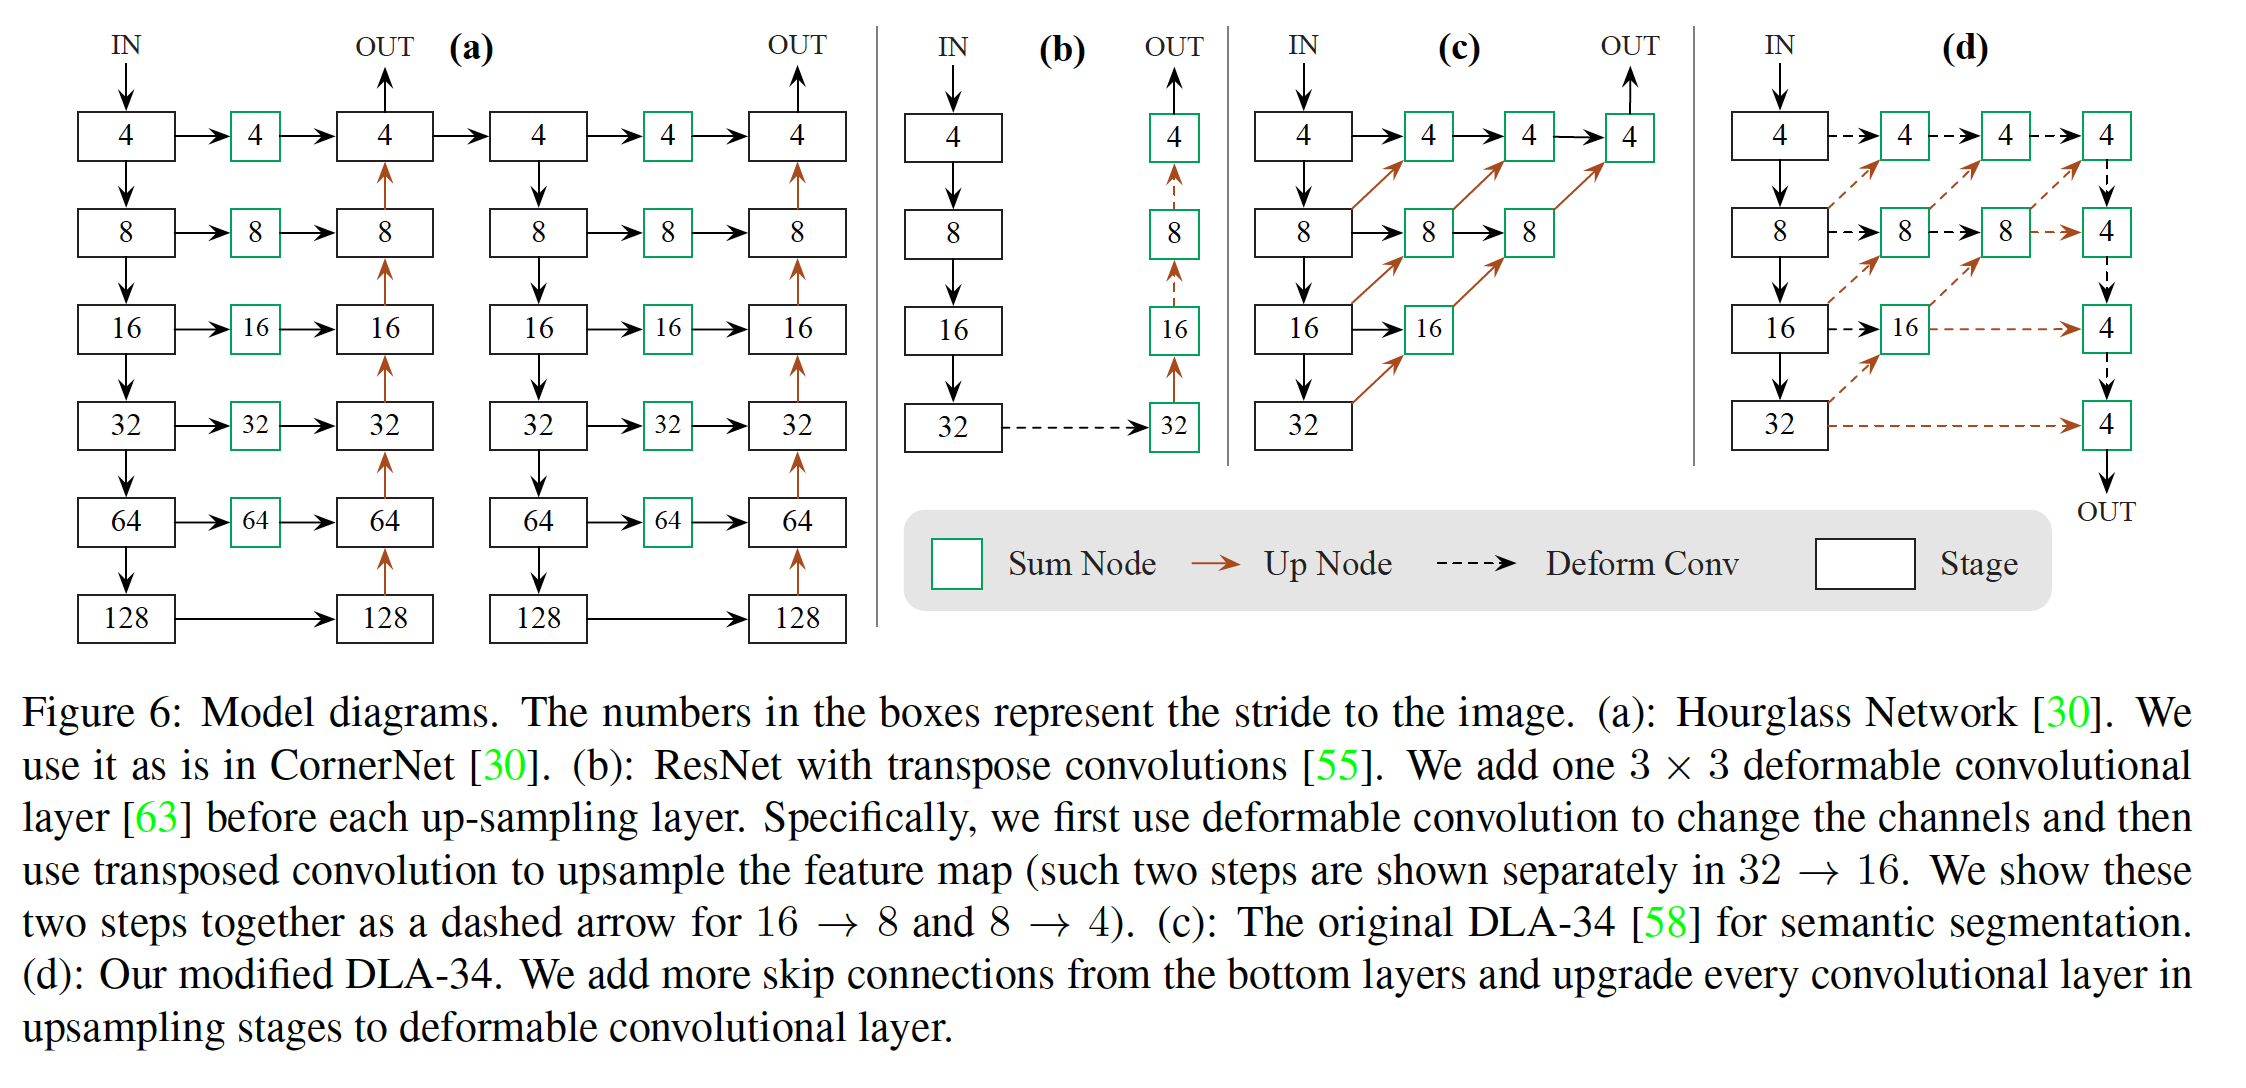 IN OUT (a) OUT IN (b) OUT IN (c) OUT IN (d)
4 4 4 4 4 4 4 4 4 4 4 4 4 4 4 4
8 8 8 8 8 8 8 8 8 8 8 8 8 8 4
16 16 16 16 16 16 16 16 16 16 16 16 4
32 32 32 32 32 32 32 32 32 32 4
OUT
64 64 64 64 64 64
Sum Node Up Node Deform Conv Stage
128 128 128 128
Figure 6: Model diagrams. The numbers in the boxes represent the stride to the image. (a): Hourglass Network [30]. We
use it as is in CornerNet [30]. (b): ResNet with transpose convolutions [55]. We add one 3 × 3 deformable convolutional
layer [63] before each up-sampling layer. Specifically, we first use deformable convolution to change the channels and then
use transposed convolution to upsample the feature map (such two steps are shown separately in 32 → 16. We show these
two steps together as a dashed arrow for 16 → 8 and 8 → 4). (c): The original DLA-34 [58] for semantic segmentation.
(d): Our modified DLA-34. We add more skip connections from the bottom layers and upgrade every convolutional layer in
upsampling stages to deformable convolutional layer.